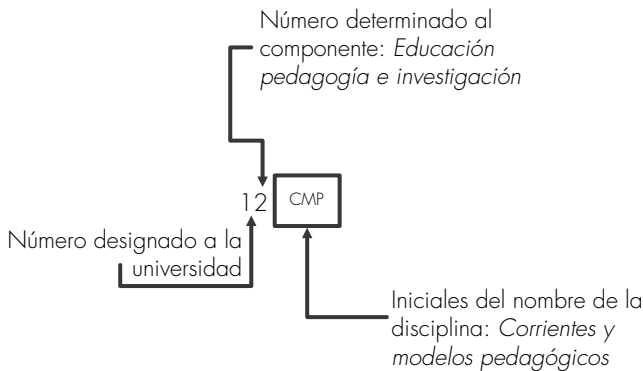 Número determinado al
componente: Educación
pedagogía e investigación
12
CMP
Número designado a la
universidad
Iniciales del nombre de la
disciplina: Corrientes y
modelos pedagógicos